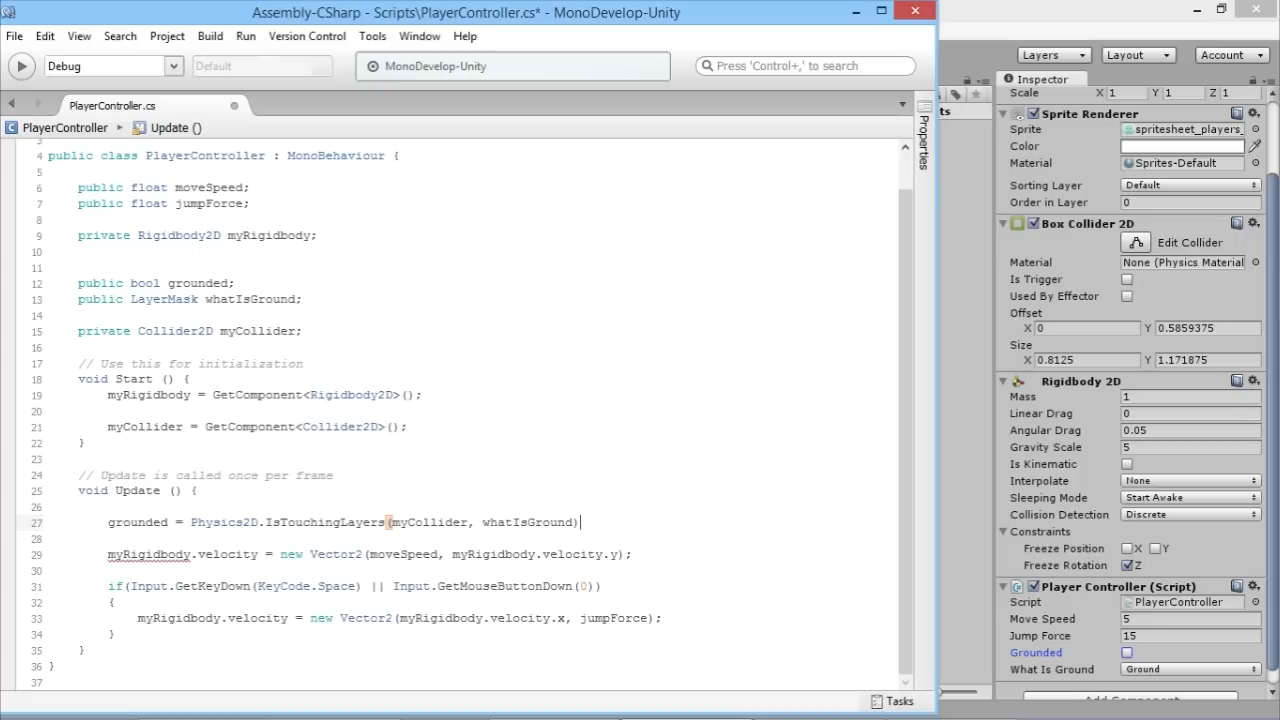 Assembly-CSharp - Scripts\PlayerController.cs* - MonoDevelop-Unity
File Edit View Search Project Build Run Version Control Tools Window Help
Debug Default MonoDevelop-Unity Press 'Control+,' to search
PlayerController.cs
PlayerController Update ()
Properties
3
4 public class PlayerController : MonoBehaviour {
5
6 public float moveSpeed;
7 public float jumpForce;
8
9 private Rigidbody2D myRigidbody;
10
11
12 public bool grounded;
13 public LayerMask whatIsGround;
14
15 private Collider2D myCollider;
16
17 // Use this for initialization
18 void Start () {
19 myRigidbody = GetComponent<Rigidbody2D>();
20
21 myCollider = GetComponent<Collider2D>();
22 }
23
24 // Update is called once per frame
25 void Update () {
26
27 grounded = Physics2D.IsTouchingLayers(myCollider, whatIsGround)
28
29 myRigidbody.velocity = new Vector2(moveSpeed, myRigidbody.velocity.y);
30
31 if(Input.GetKeyDown(KeyCode.Space) || Input.GetMouseButtonDown(0))
32 {
33 myRigidbody.velocity = new Vector2(myRigidbody.velocity.x, jumpForce);
34 }
35 }
36 }
37
Tasks
Layers Layout Account
Inspector
Scale X 1 Y 1 Z 1
ts
Sprite Renderer
Sprite spritesheet_players_
Color
Material Sprites-Default
Sorting Layer Default
Order in Layer 0
Box Collider 2D
Edit Collider
Material None (Physics Material
Is Trigger
Used By Effector
Offset
X 0 Y 0.5859375
Size
X 0.8125 Y 1.171875
Rigidbody 2D
Mass 1
Linear Drag 0
Angular Drag 0.05
Gravity Scale 5
Is Kinematic
Interpolate None
Sleeping Mode Start Awake
Collision Detection Discrete
Constraints
Freeze Position X Y
Freeze Rotation Z
Player Controller (Script)
Script PlayerController
Move Speed 5
Jump Force 15
Grounded
What Is Ground Ground
Add Component